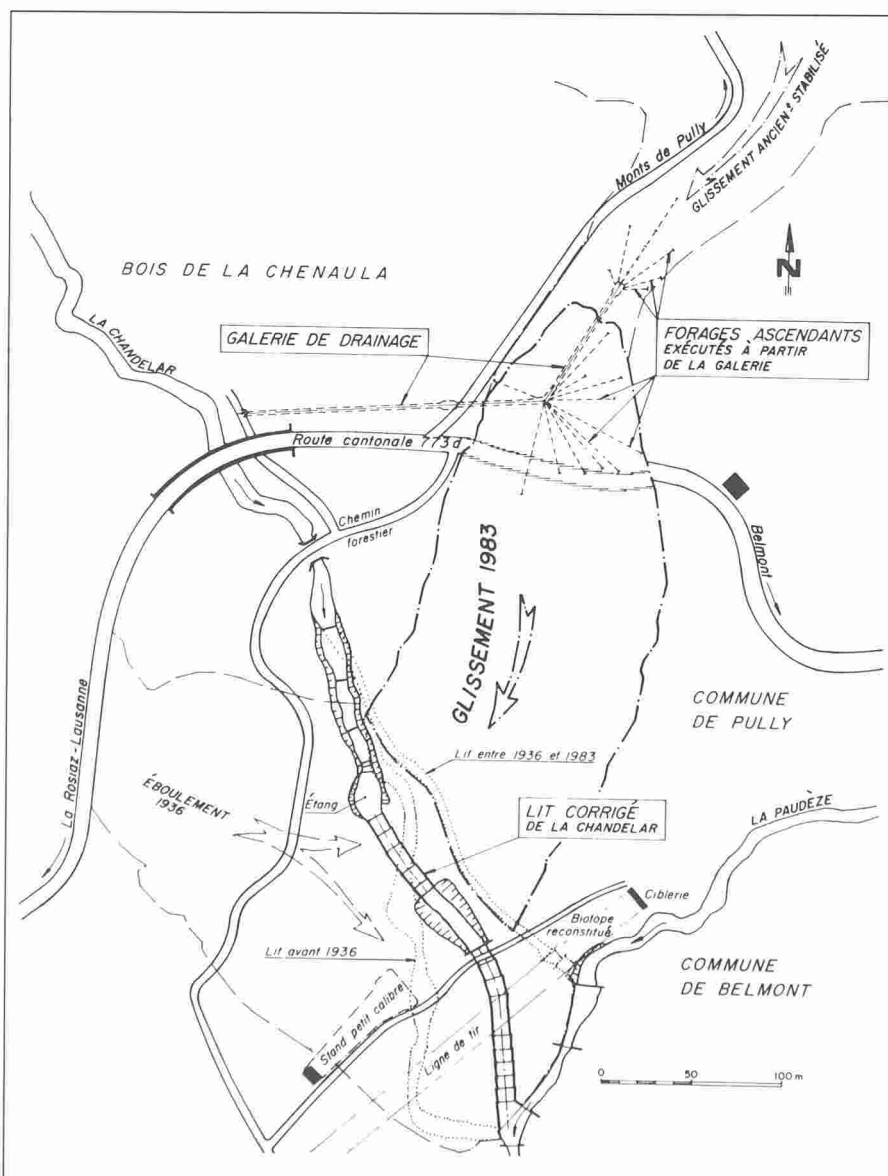 GLISSEMENT ANCIENᵗ STABILISÉ
Monts de Pully
N
BOIS DE LA CHENAULA
LA CHANDELAR
GALERIE DE DRAINAGE
FORAGES ASCENDANTS
EXÉCUTÉS À PARTIR
DE LA GALERIE
Route cantonale 773 d
Chemin
forestier
Belmont
GLISSEMENT 1983
COMMUNE
DE PULLY
La Rosiaz-Lausanne
Lit entre 1936 et 1983
ÉBOULEMENT
1936
Étang
LIT CORRIGÉ
DE LA CHANDELAR
LA PAUDÈZE
Ciblerie
Biotope
reconstitué
Lit avant 1936
COMMUNE
DE BELMONT
Stand petit calibre
Ligne de tir
0 50 100 m